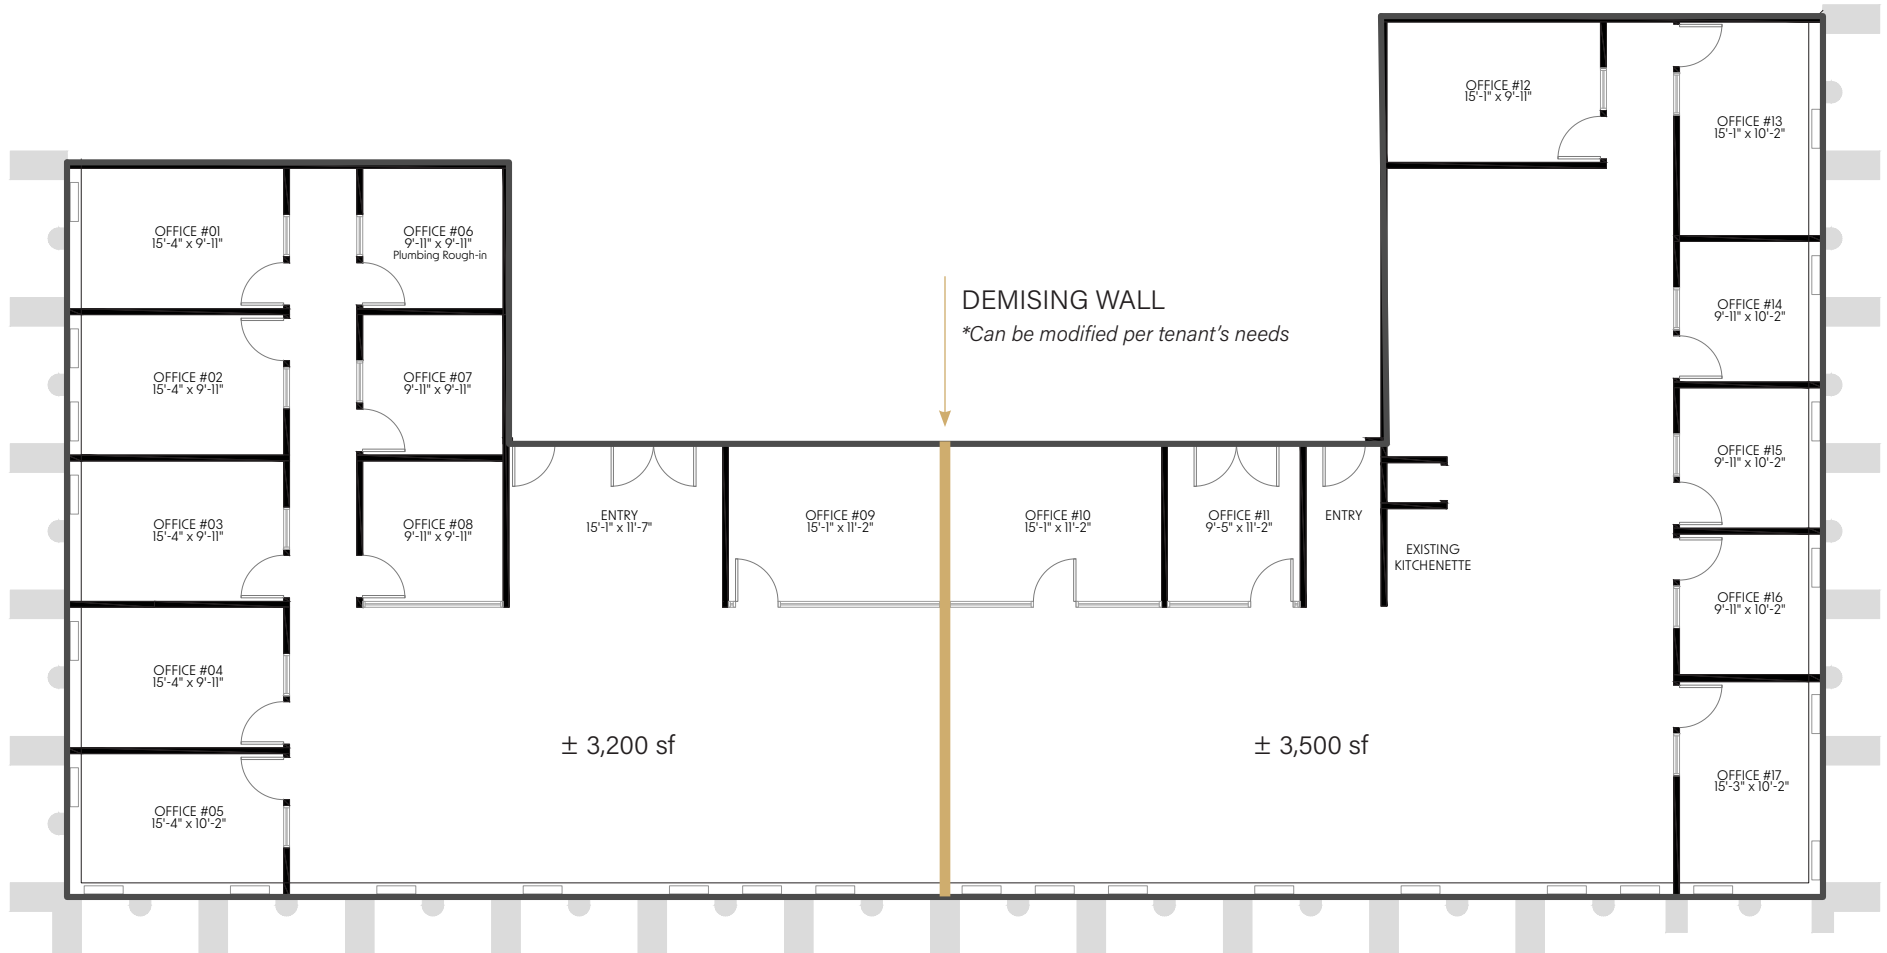 OFFICE #12
15'-1" x 9'-11"
OFFICE #13
15'-1" x 10'-2"
OFFICE #01
15'-4" x 9'-11"
OFFICE #06
9'-11" x 9'-11"
Plumbing Rough-in
DEMISING WALL
*Can be modified per tenant's needs
OFFICE #14
9'-11" x 10'-2"
OFFICE #02
15'-4" x 9'-11"
OFFICE #07
9'-11" x 9'-11"
OFFICE #15
9'-11" x 10'-2"
OFFICE #03
15'-4" x 9'-11"
OFFICE #08
9'-11" x 9'-11"
ENTRY
15'-1" x 11'-7"
OFFICE #09
15'-1" x 11'-2"
OFFICE #10
15'-1" x 11'-2"
OFFICE #11
9'-5" x 11'-2"
ENTRY
EXISTING
KITCHENETTE
OFFICE #16
9'-11" x 10'-2"
OFFICE #04
15'-4" x 9'-11"
± 3,200 sf
± 3,500 sf
OFFICE #17
15'-3" x 10'-2"
OFFICE #05
15'-4" x 10'-2"